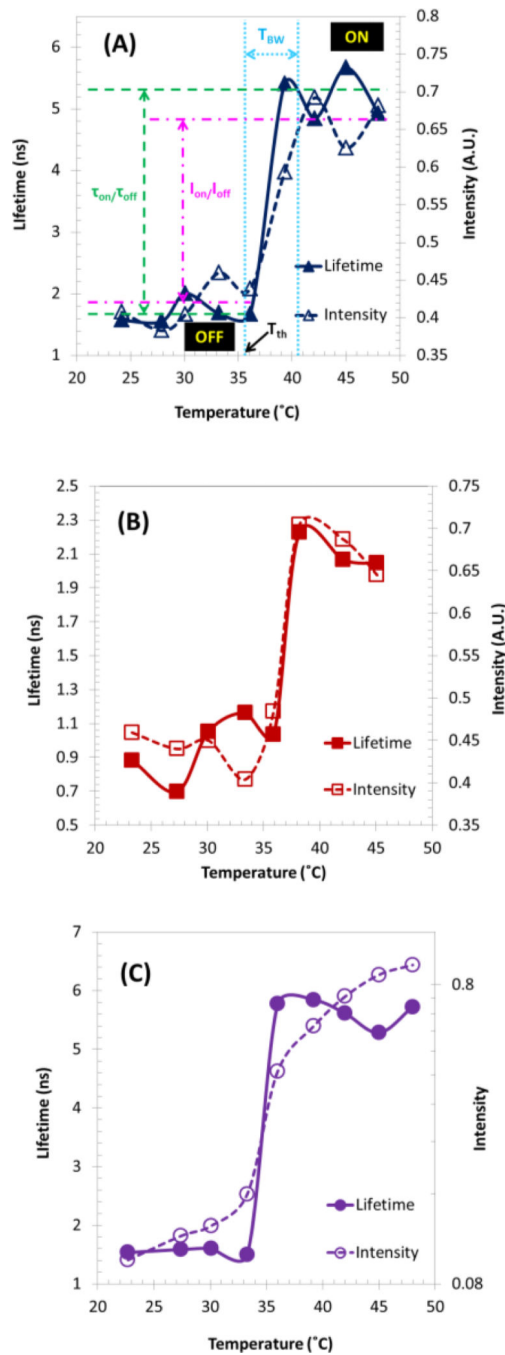 (A)
T_BW
ON
τ_on/τ_off
I_on/I_off
Lifetime
Intensity
OFF
T_th
LIfetime (ns)
6
5
4
3
2
1
Intensity (A.U.)
0.8
0.75
0.7
0.65
0.6
0.55
0.5
0.45
0.4
0.35
20 25 30 35 40 45 50
Temperature (˚C)
(B)
LIfetime (ns)
2.5
2.3
2.1
1.9
1.7
1.5
1.3
1.1
0.9
0.7
0.5
Lifetime
Intensity
Intensity (A.U.)
0.75
0.7
0.65
0.6
0.55
0.5
0.45
0.4
0.35
20 25 30 35 40 45 50
Temperature (˚C)
(C)
LIfetime (ns)
7
6
5
4
3
2
1
Lifetime
Intensity
Intensity
0.8
0.08
20 25 30 35 40 45 50
Temperature (˚C)